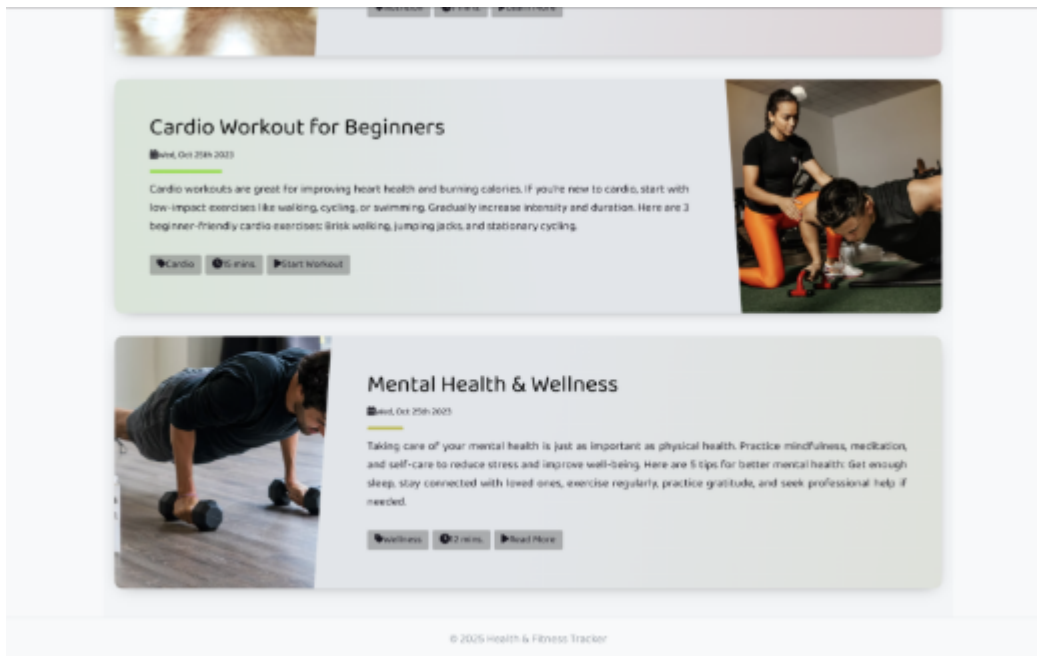 Cardio Workout for Beginners
Wed, Oct 25th 2023
Cardio workouts are great for improving heart health and burning calories. If you're new to cardio, start with
low-impact exercises like walking, cycling, or swimming. Gradually increase intensity and duration. Here are 3
beginner-friendly cardio exercises: Brisk walking, jumping jacks, and stationary cycling.
Cardio 15 mins. Start Workout
Mental Health & Wellness
Wed, Oct 25th 2023
Taking care of your mental health is just as important as physical health. Practice mindfulness, meditation,
and self-care to reduce stress and improve well-being. Here are 5 tips for better mental health: Get enough
sleep, stay connected with loved ones, exercise regularly, practice gratitude, and seek professional help if
needed.
wellness 12 mins. Read More
© 2025 Health & Fitness Tracker